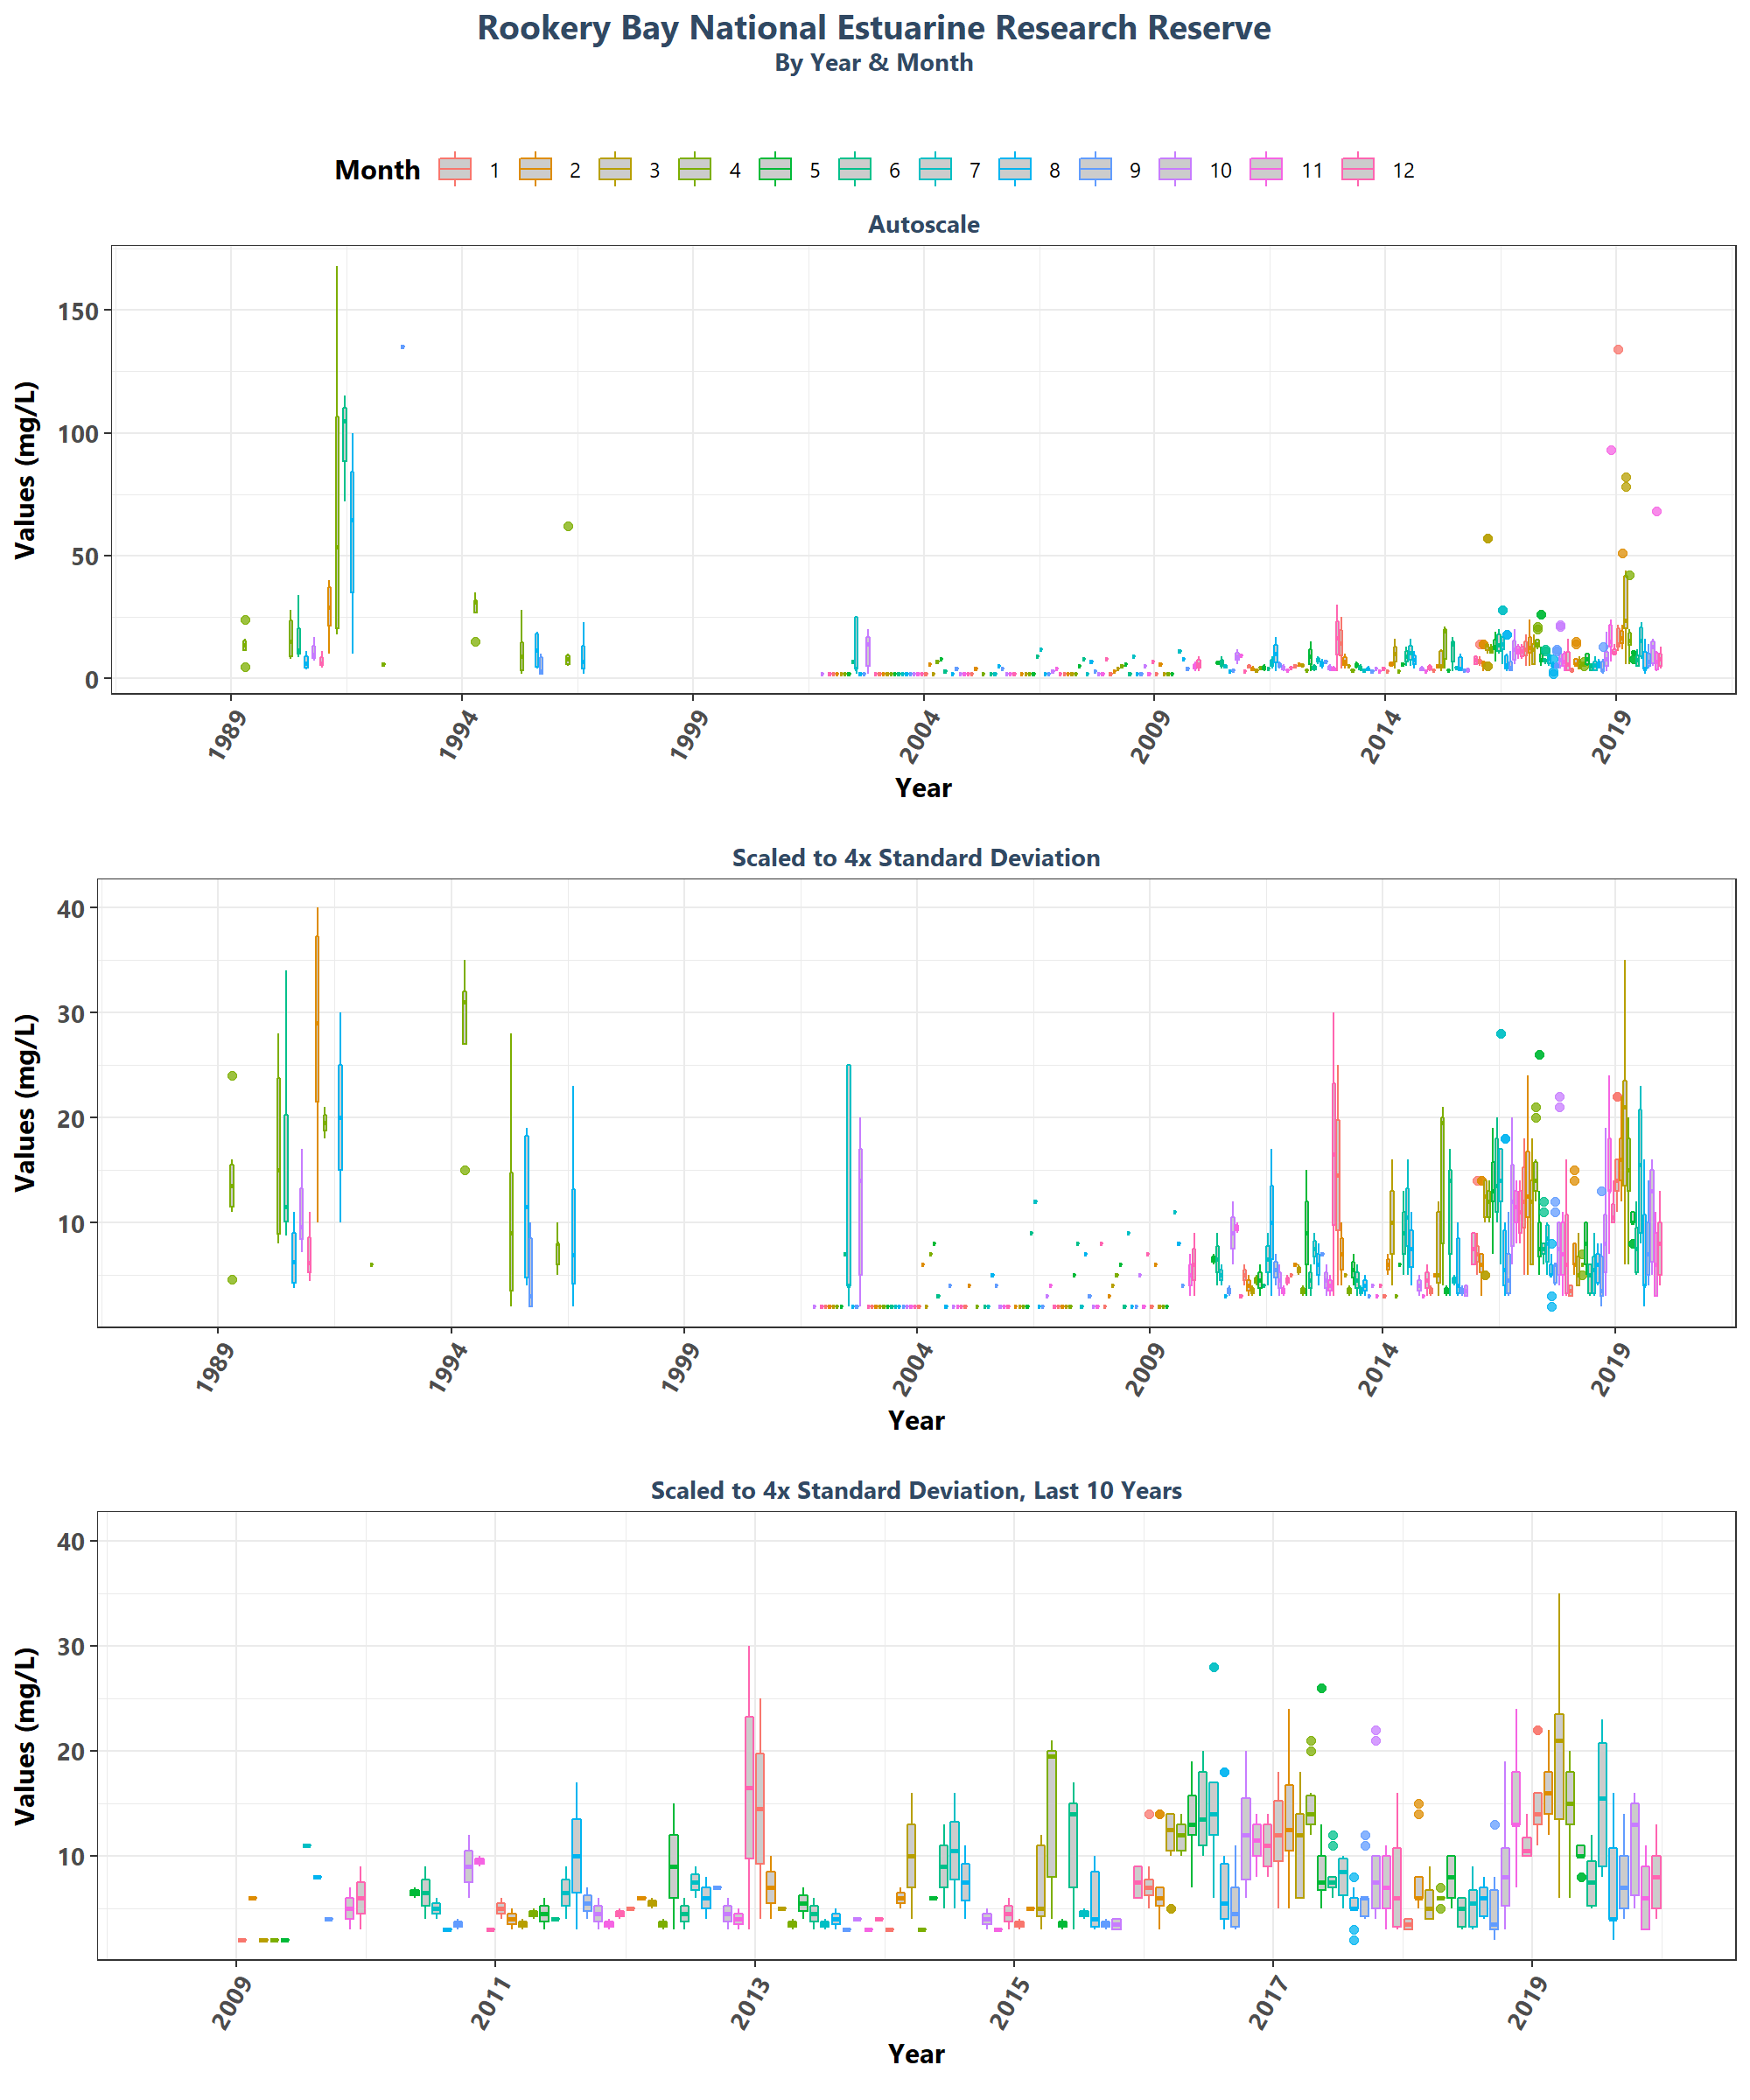 Rookery Bay National Estuarine Research Reserve
By Year & Month
Month 1 2 3 4 5 6 7 8 9 10 11 12
Autoscale
Values (mg/L)
150
100
50
0
1989 1994 1999 2004 2009 2014 2019
Year
Scaled to 4x Standard Deviation
Values (mg/L)
40
30
20
10
1989 1994 1999 2004 2009 2014 2019
Year
Scaled to 4x Standard Deviation, Last 10 Years
Values (mg/L)
40
30
20
10
2009 2011 2013 2015 2017 2019
Year